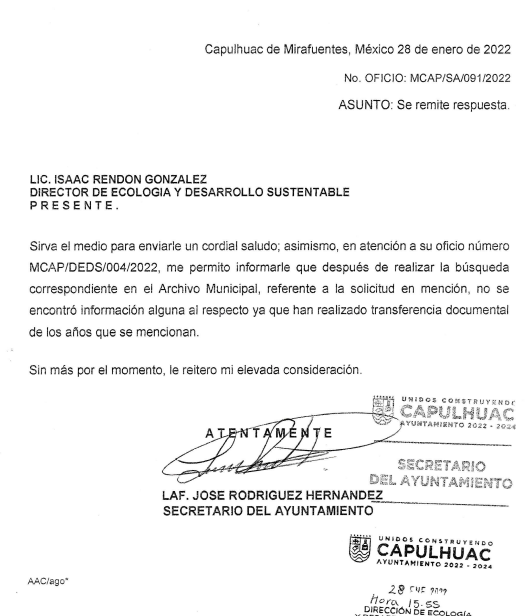 Capulhuac de Mirafuentes, México 28 de enero de 2022
No. OFICIO: MCAP/SA/091/2022
ASUNTO: Se remite respuesta.
LIC. ISAAC RENDON GONZALEZ
DIRECTOR DE ECOLOGIA Y DESARROLLO SUSTENTABLE
P R E S E N T E .
Sirva el medio para enviarle un cordial saludo; asimismo, en atención a su oficio número
MCAP/DEDS/004/2022, me permito informarle que después de realizar la búsqueda
correspondiente en el Archivo Municipal, referente a la solicitud en mención, no se
encontró información alguna al respecto ya que han realizado transferencia documental
de los años que se mencionan.
Sin más por el momento, le reitero mi elevada consideración.
UNIDOS CONSTRUYENDO
CAPULHUAC
AYUNTAMIENTO 2022 - 2024
A T E N T A M E N T E
SECRETARIO
DEL AYUNTAMIENTO
LAF. JOSE RODRIGUEZ HERNANDEZ
SECRETARIO DEL AYUNTAMIENTO
UNIDOS CONSTRUYENDO
CAPULHUAC
AYUNTAMIENTO 2022 - 2024
AAC/ago*
28
Hora 15:55
DIRECCIÓN DE ECOLOGÍA